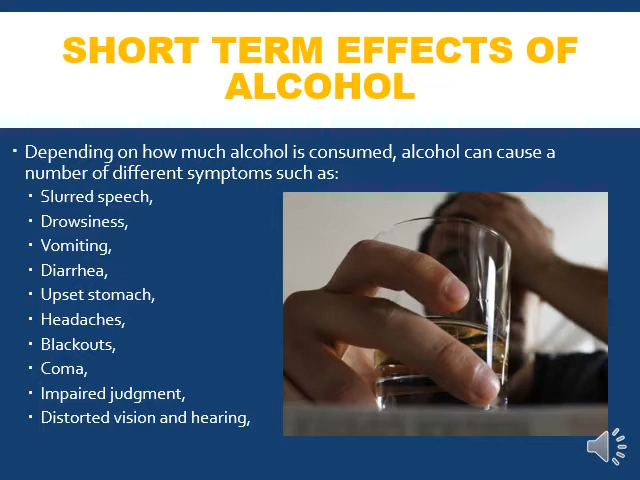 SHORT TERM EFFECTS OF
ALCOHOL
▪ Depending on how much alcohol is consumed, alcohol can cause a
number of different symptoms such as:
▪ Slurred speech,
▪ Drowsiness,
▪ Vomiting,
▪ Diarrhea,
▪ Upset stomach,
▪ Headaches,
▪ Blackouts,
▪ Coma,
▪ Impaired judgment,
▪ Distorted vision and hearing,